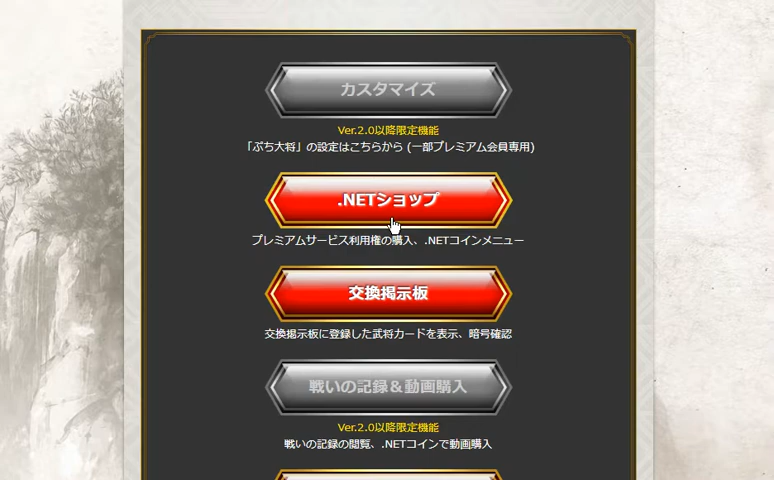 カスタマイズ
Ver.2.0以降限定機能
「ぷち大将」の設定はこちらから (一部プレミアム会員専用)
.NETショップ
プレミアムサービス利用権の購入、.NETコインメニュー
交換掲示板
交換掲示板に登録した武将カードを表示、暗号確認
戦いの記録＆動画購入
Ver.2.0以降限定機能
戦いの記録の閲覧、.NETコインで動画購入